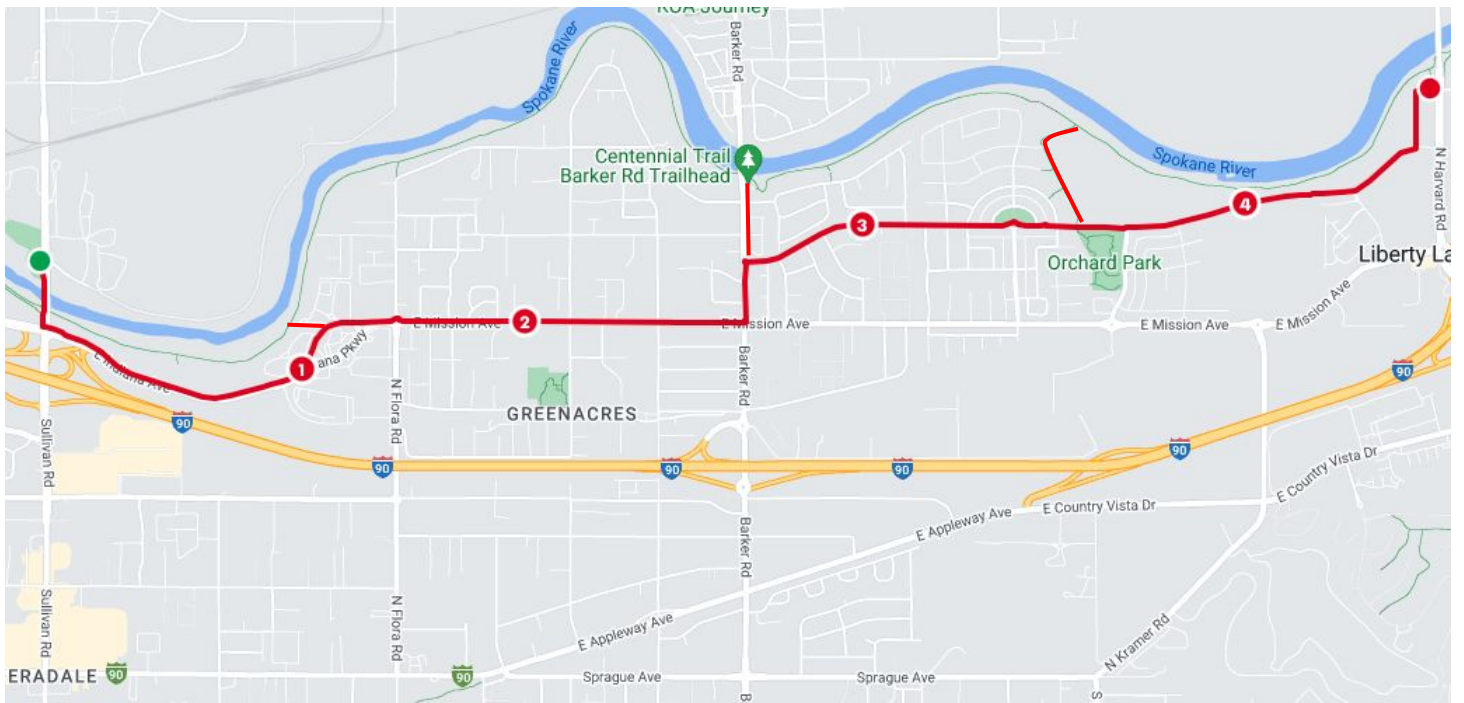 KOA Journey
Barker Rd
Spokane River
Centennial Trail
Barker Rd Trailhead
Spokane River
N Harvard Rd
3
4
Orchard Park
Liberty La
E Mission Ave
2
E Mission Ave
E Mission Ave
E Mission Ave
1
ana Pkwy
E Indiana Ave
N Flora Rd
Barker Rd
GREENACRES
90
90
90
90
90
90
Sullivan Rd
E Country Vista Dr
E Country Vista Dr
E Appleway Ave
Barker Rd
Sullivan Rd
N Flora Rd
E Appleway Ave
N Kramer Rd
ERADALE
90
90
Sprague Ave
Sprague Ave
B
S